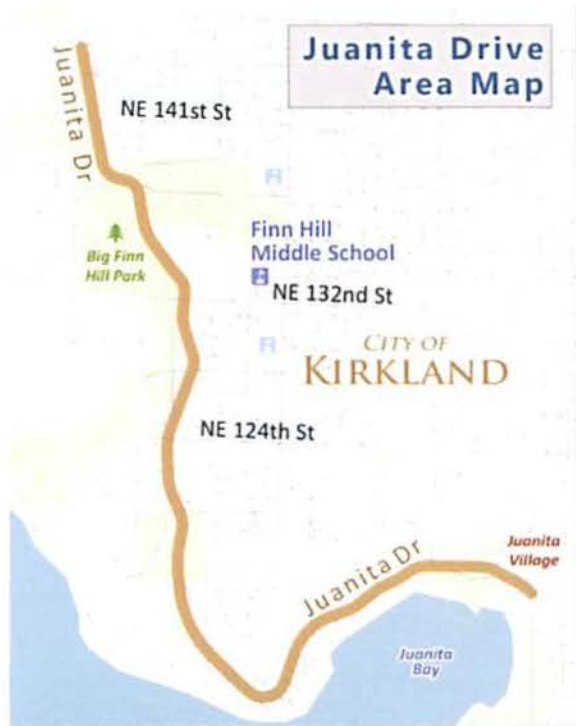 Juanita Drive
Area Map
Juanita Dr
NE 141st St
Big Finn
Hill Park
Finn Hill
Middle School
NE 132nd St
CITY OF
KIRKLAND
NE 124th St
Juanita Dr
Juanita
Village
Juanita
Bay